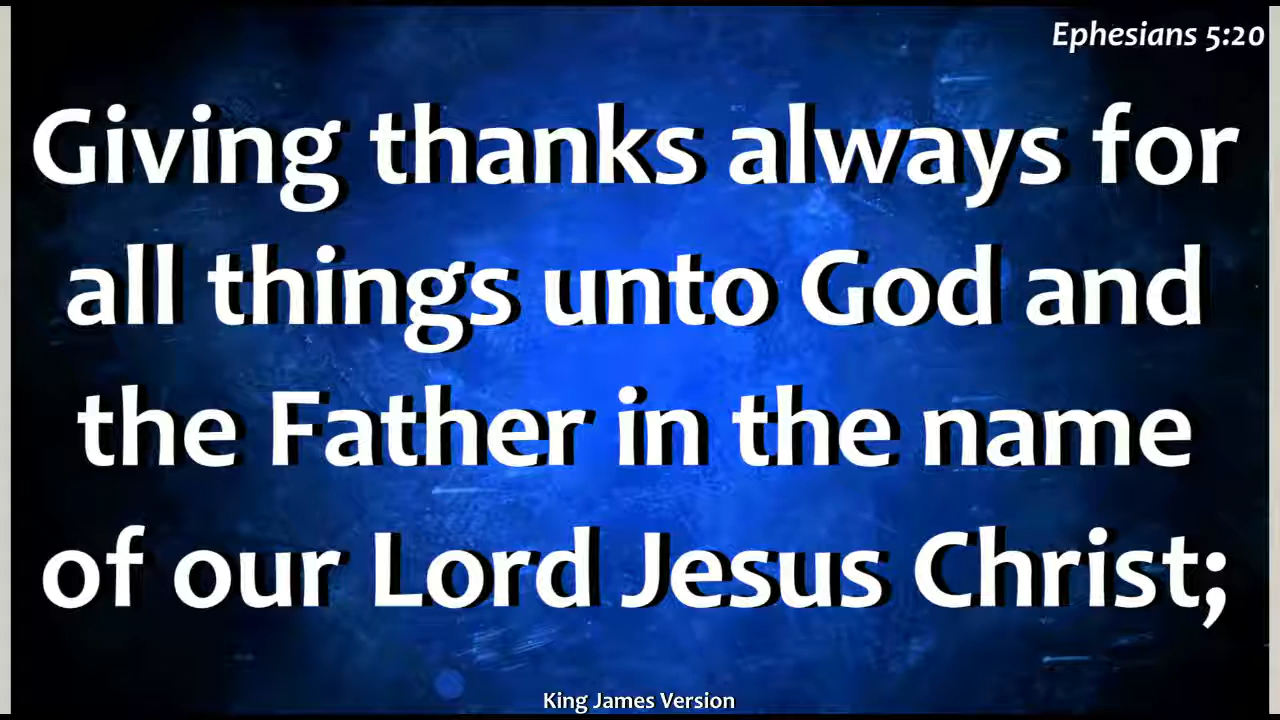 Ephesians 5:20
Giving thanks always for
all things unto God and
the Father in the name
of our Lord Jesus Christ;
King James Version